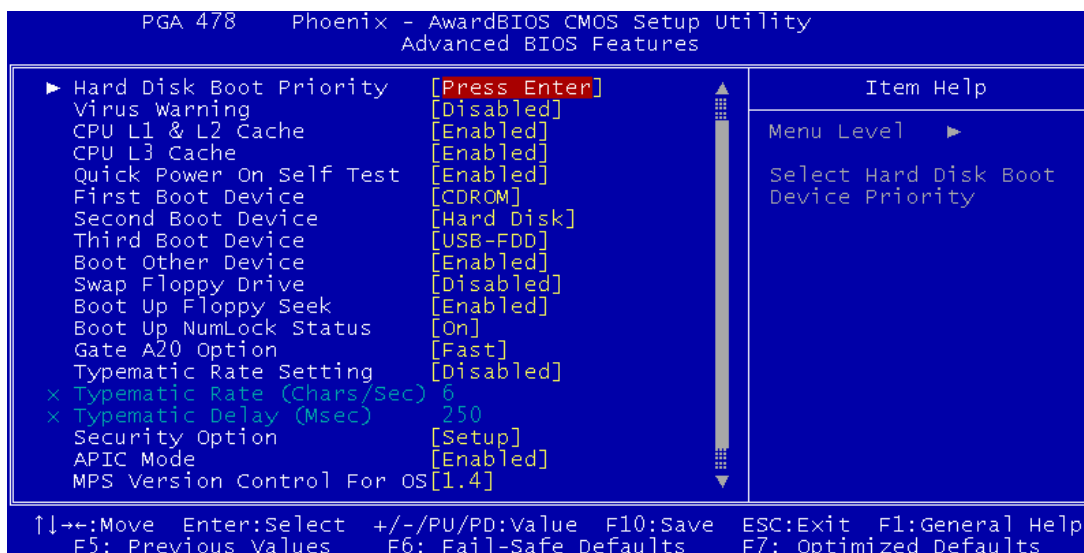 PGA 478 Phoenix - AwardBIOS CMOS Setup Utility
Advanced BIOS Features
► Hard Disk Boot Priority [Press Enter]
Virus Warning [Disabled]
CPU L1 & L2 Cache [Enabled]
CPU L3 Cache [Enabled]
Quick Power On Self Test [Enabled]
First Boot Device [CDROM]
Second Boot Device [Hard Disk]
Third Boot Device [USB-FDD]
Boot Other Device [Enabled]
Swap Floppy Drive [Disabled]
Boot Up Floppy Seek [Enabled]
Boot Up NumLock Status [On]
Gate A20 Option [Fast]
Typematic Rate Setting [Disabled]
x Typematic Rate (Chars/Sec) 6
x Typematic Delay (Msec) 250
Security Option [Setup]
APIC Mode [Enabled]
MPS Version Control For OS[1.4]
Item Help
Menu Level ►
Select Hard Disk Boot
Device Priority
↑↓→←:Move Enter:Select +/-/PU/PD:Value F10:Save ESC:Exit F1:General Help
F5: Previous Values F6: Fail-Safe Defaults F7: Optimized Defaults